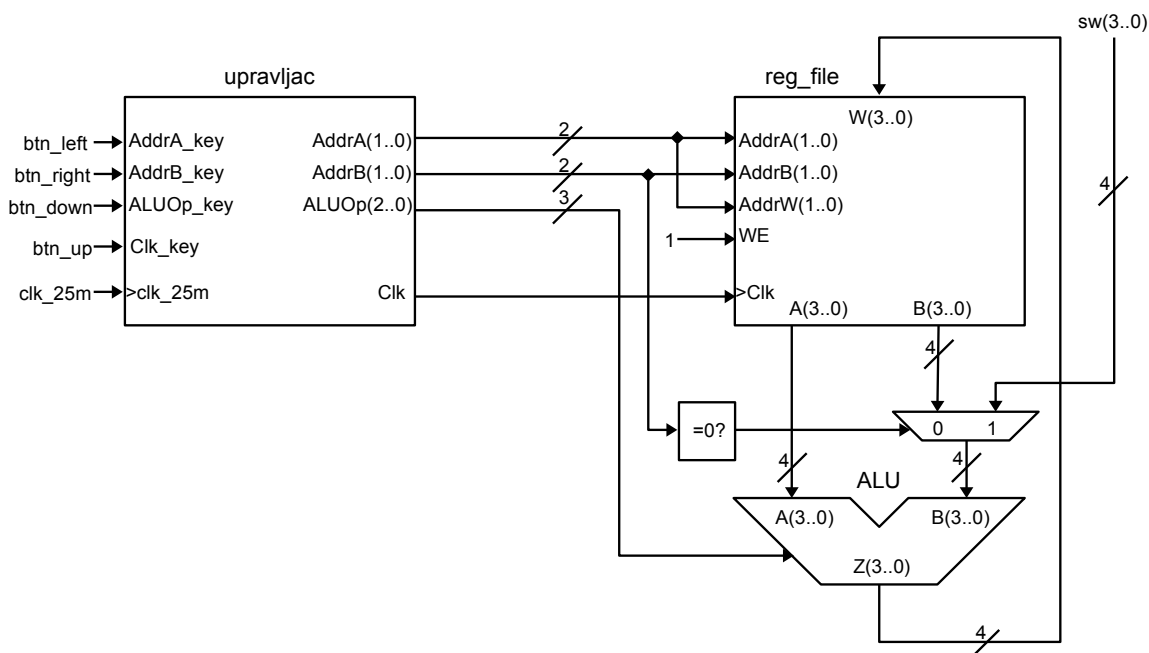 sw(3..0)
upravljac
reg_file
W(3..0)
btn_left
AddrA_key
AddrA(1..0)
2
AddrA(1..0)
btn_right
AddrB_key
AddrB(1..0)
2
AddrB(1..0)
4
btn_down
ALUOp_key
ALUOp(2..0)
3
AddrW(1..0)
btn_up
Clk_key
1
WE
clk_25m
>clk_25m
Clk
>Clk
A(3..0)
B(3..0)
4
=0?
0
1
4
4
ALU
A(3..0)
B(3..0)
Z(3..0)
4